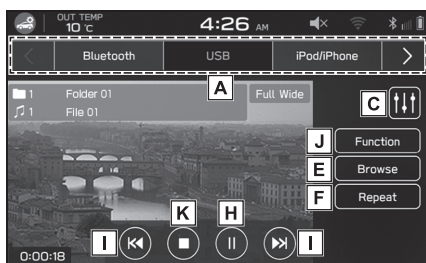 OUT TEMP
10 °C
4:26 AM
Bluetooth
USB
iPod/iPhone
A
1 Folder 01
Full Wide
♫ 1 File 01
C
J Function
E Browse
F Repeat
K
H
I
I
0:00:18